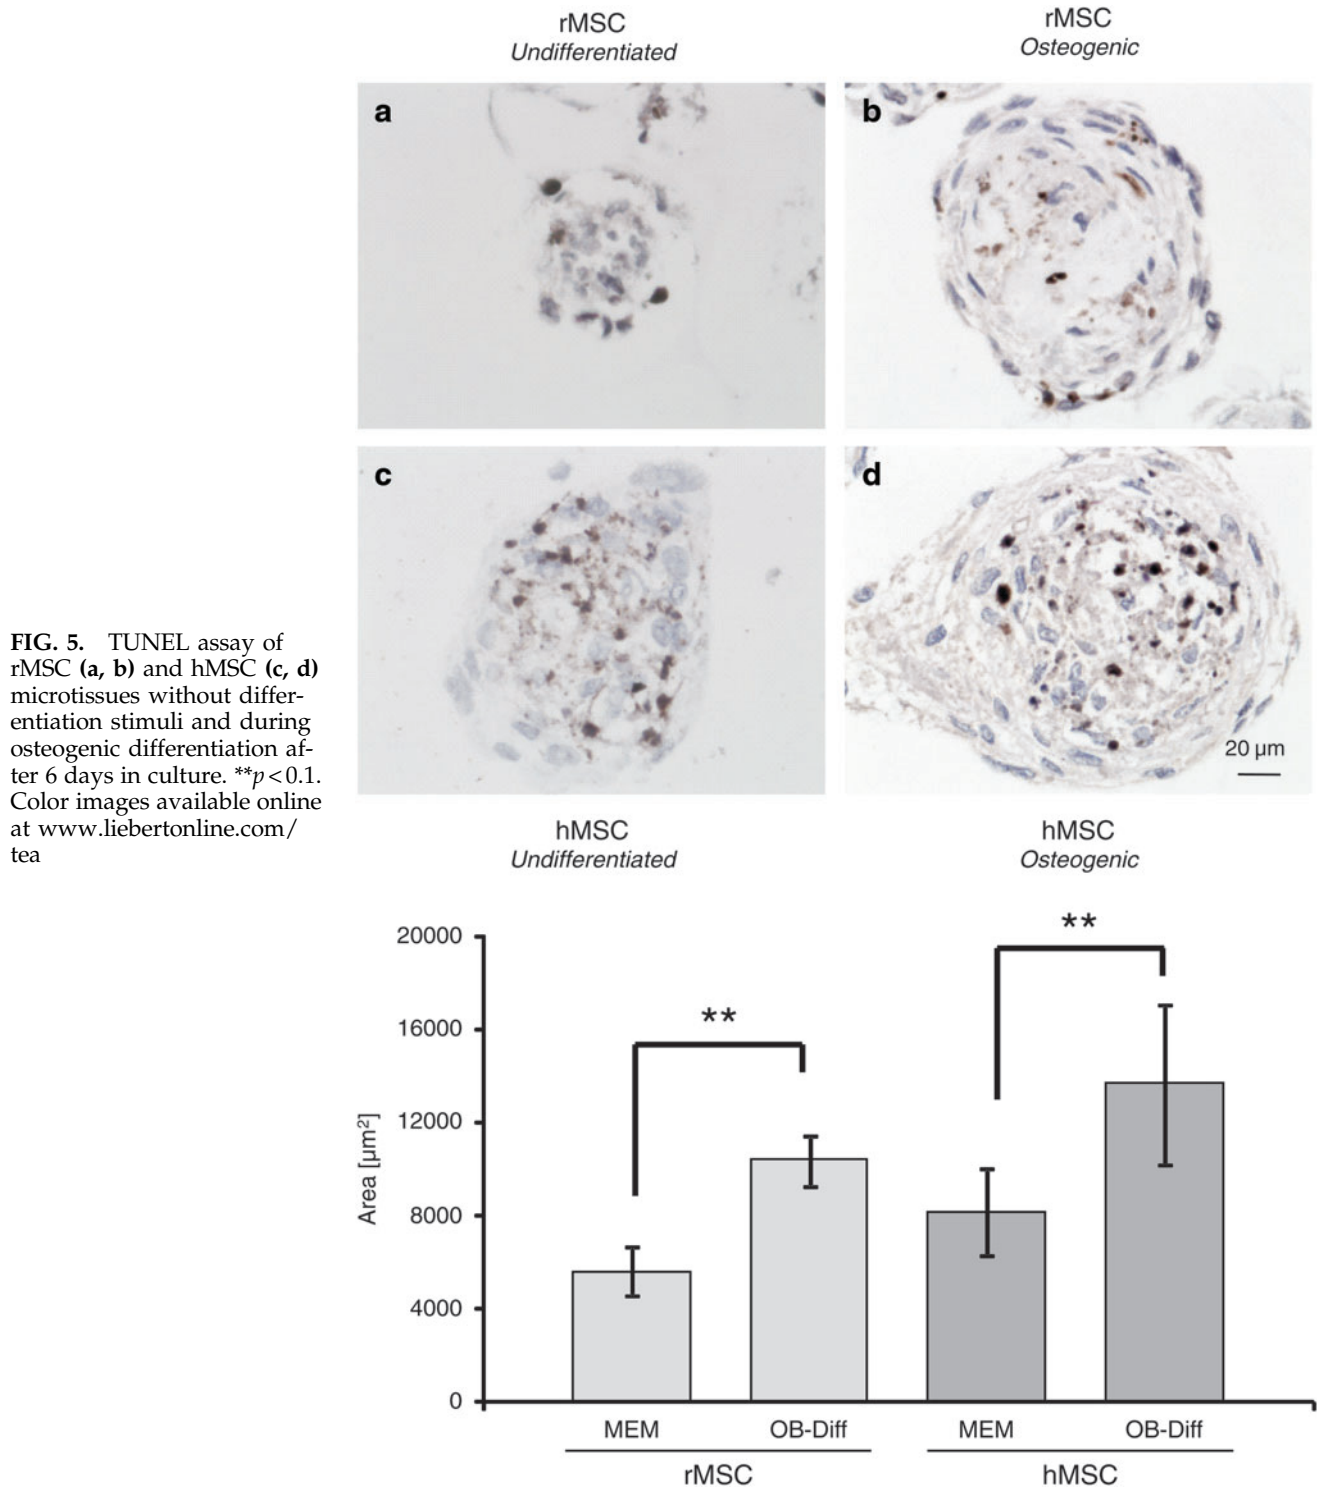 rMSC
Undifferentiated
rMSC
Osteogenic
a
b
c
d
20 µm
hMSC
Undifferentiated
hMSC
Osteogenic
FIG. 5. TUNEL assay of
rMSC (a, b) and hMSC (c, d)
microtissues without differ-
entiation stimuli and during
osteogenic differentiation af-
ter 6 days in culture. **p<0.1.
Color images available online
at www.liebertonline.com/
tea
Area [µm²]
20000
16000
12000
8000
4000
0
**
**
MEM
OB-Diff
MEM
OB-Diff
rMSC
hMSC